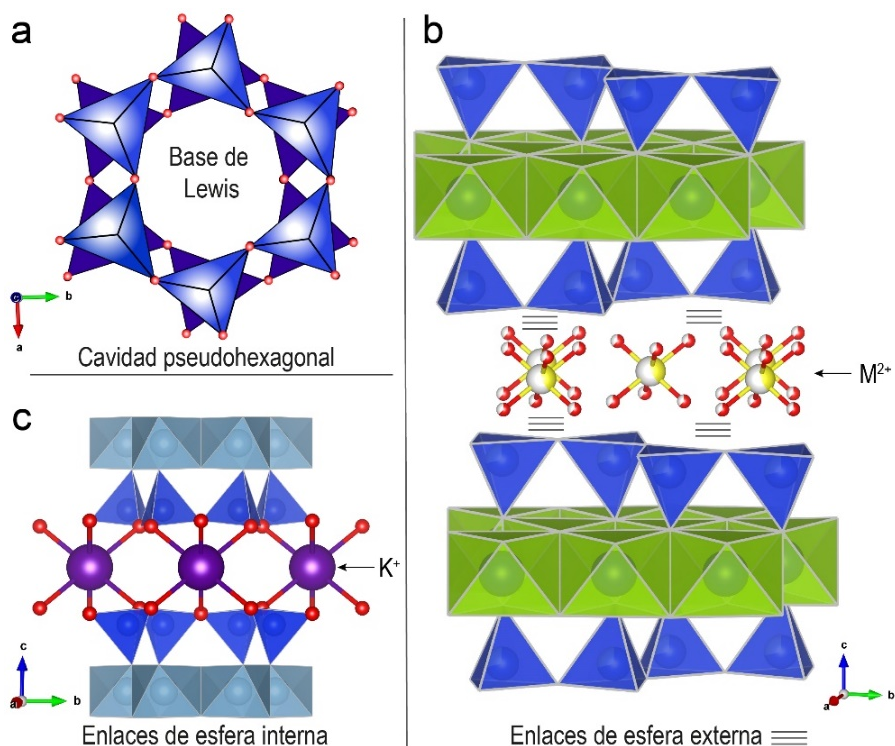 a
Base de
Lewis
b
a
Cavidad pseudohexagonal
b
M²⁺
c
K⁺
c
b
a
Enlaces de esfera interna
c
b
a
Enlaces de esfera externa